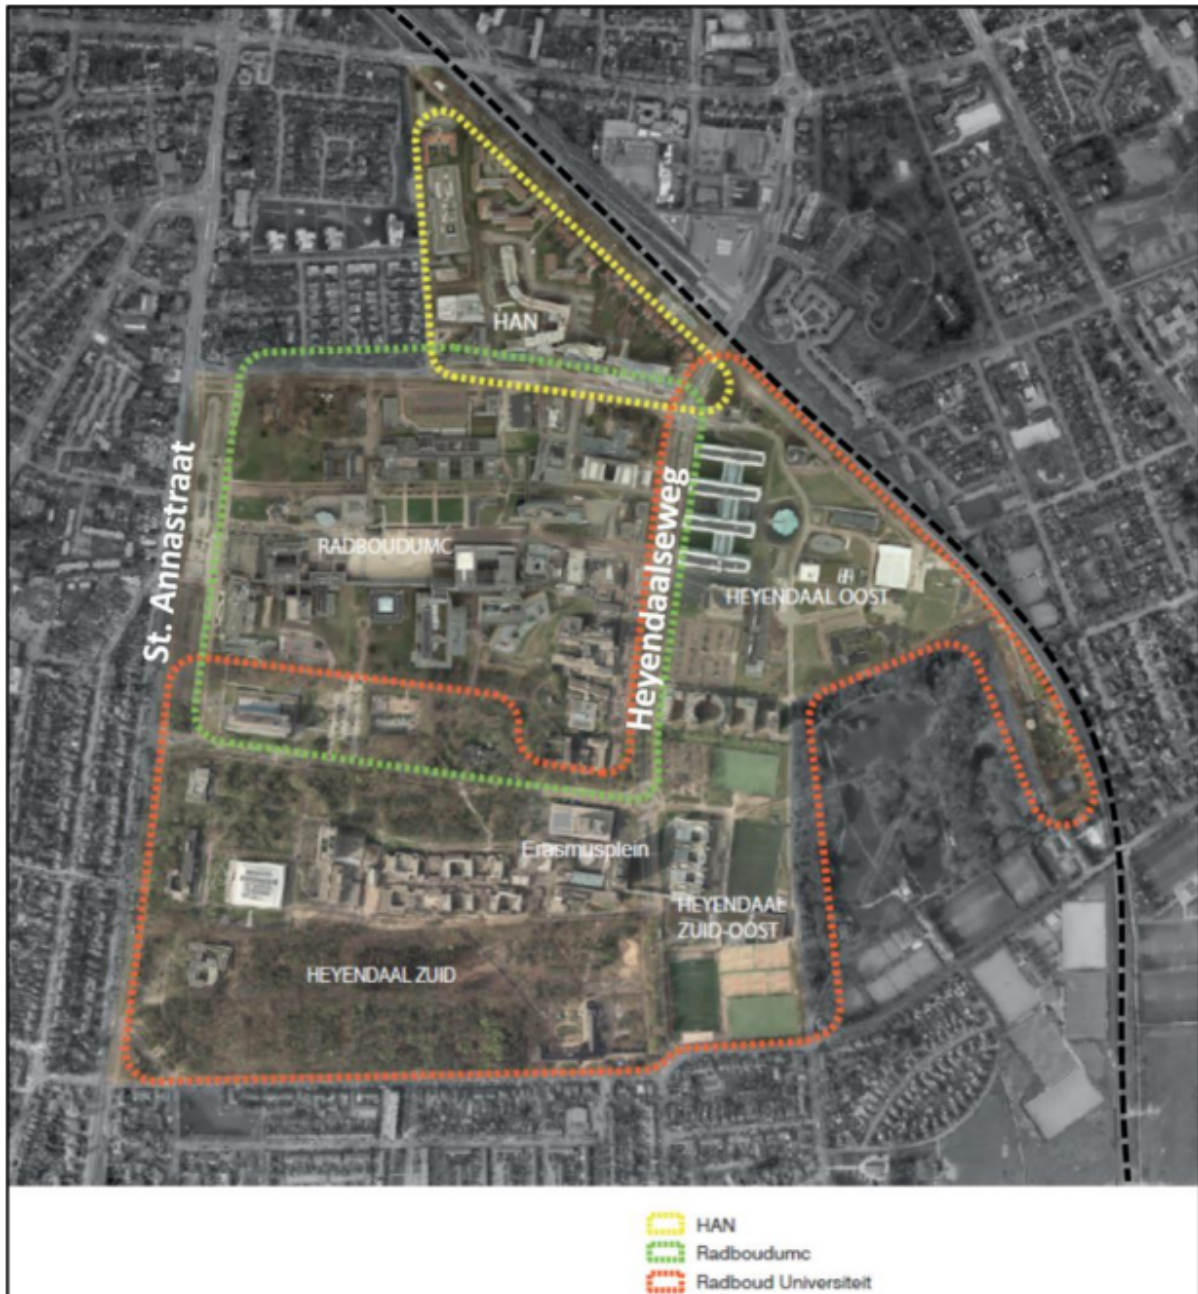 HAN
St. Annastraat
RADBOUDUMC
Heyendaalseweg
HEYENDAAL OOST
Erasmusplein
HEYENDAAL
ZUID-OOST
HEYENDAAL ZUID
HAN
Radboudumc
Radboud Universiteit